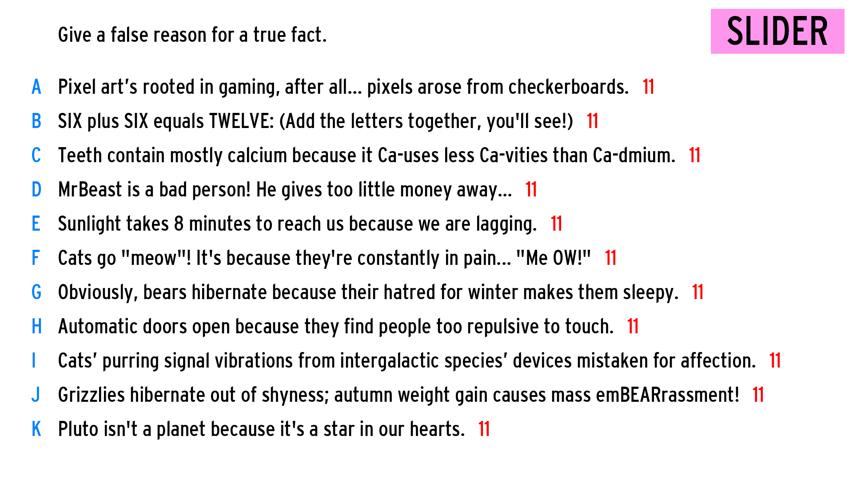 Give a false reason for a true fact.
SLIDER
A Pixel art's rooted in gaming, after all... pixels arose from checkerboards. 11
B SIX plus SIX equals TWELVE: (Add the letters together, you'll see!) 11
C Teeth contain mostly calcium because it Ca-uses less Ca-vities than Ca-dmium. 11
D MrBeast is a bad person! He gives too little money away... 11
E Sunlight takes 8 minutes to reach us because we are lagging. 11
F Cats go "meow"! It's because they're constantly in pain... "Me OW!" 11
G Obviously, bears hibernate because their hatred for winter makes them sleepy. 11
H Automatic doors open because they find people too repulsive to touch. 11
I Cats' purring signal vibrations from intergalactic species' devices mistaken for affection. 11
J Grizzlies hibernate out of shyness; autumn weight gain causes mass emBEARrassment! 11
K Pluto isn't a planet because it's a star in our hearts. 11